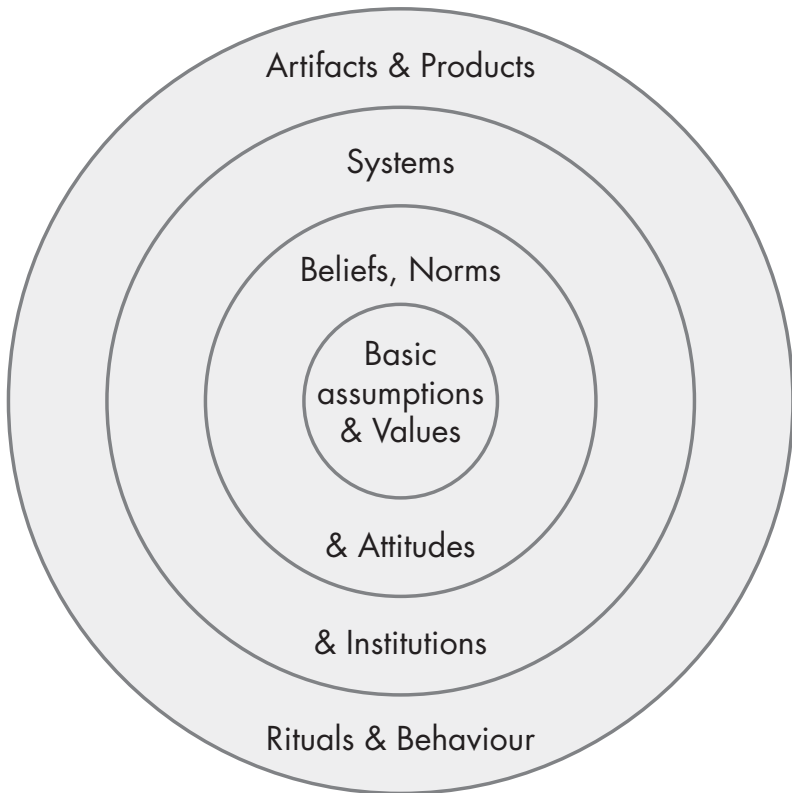 Artifacts & Products
Systems
Beliefs, Norms
Basic
assumptions
& Values
& Attitudes
& Institutions
Rituals & Behaviour